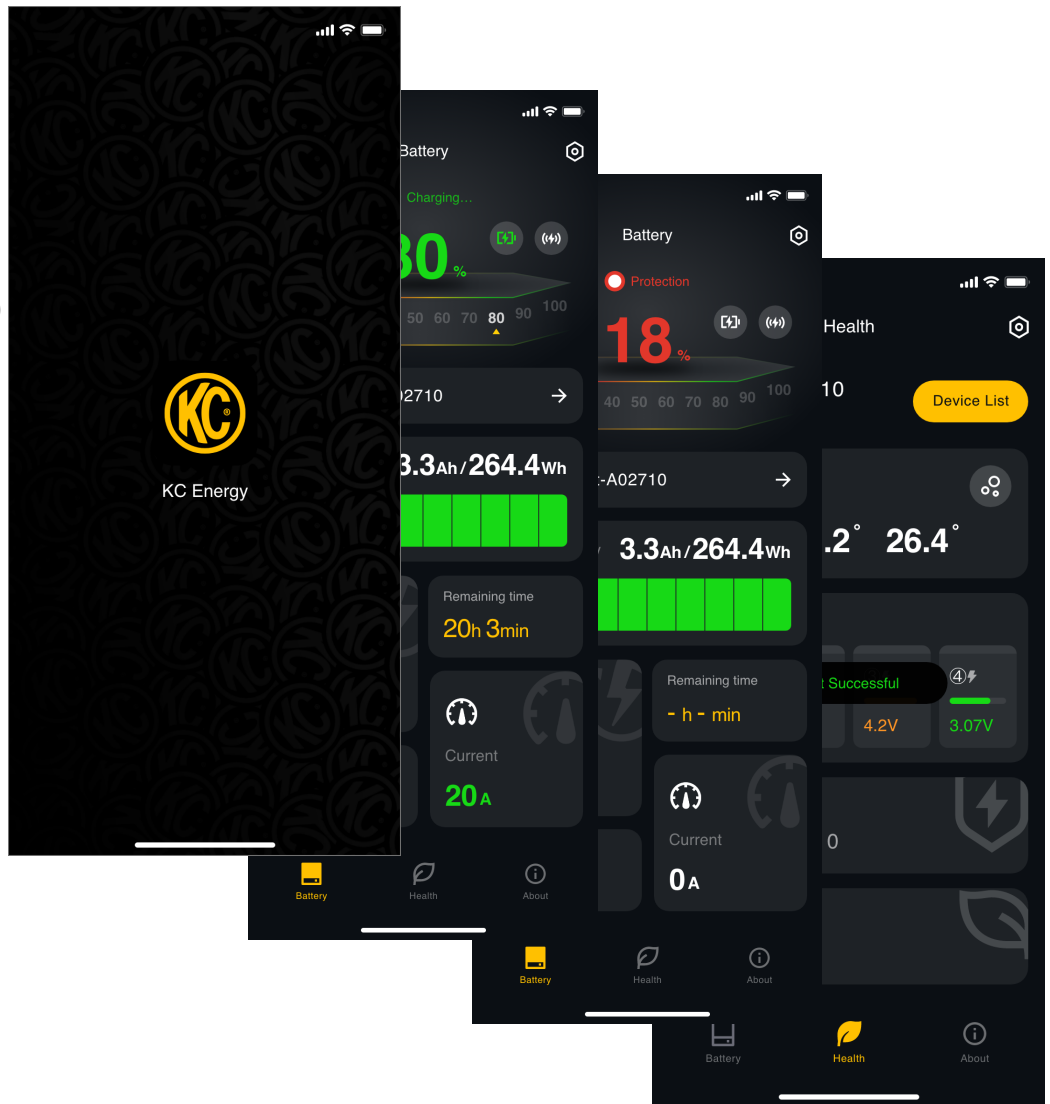 KC
KC Energy
Battery
Charging...
80%
50 60 70 80 90 100
02710
3.3Ah/264.4Wh
Remaining time
20h 3min
Current
20A
Battery
Health
About
Battery
Protection
18%
40 50 60 70 80 90 100
-A02710
3.3Ah/264.4Wh
Remaining time
- h - min
Current
0A
Battery
Health
About
Health
10
Device List
.2° 26.4°
④
Successful
4.2V
3.07V
0
Battery
Health
About